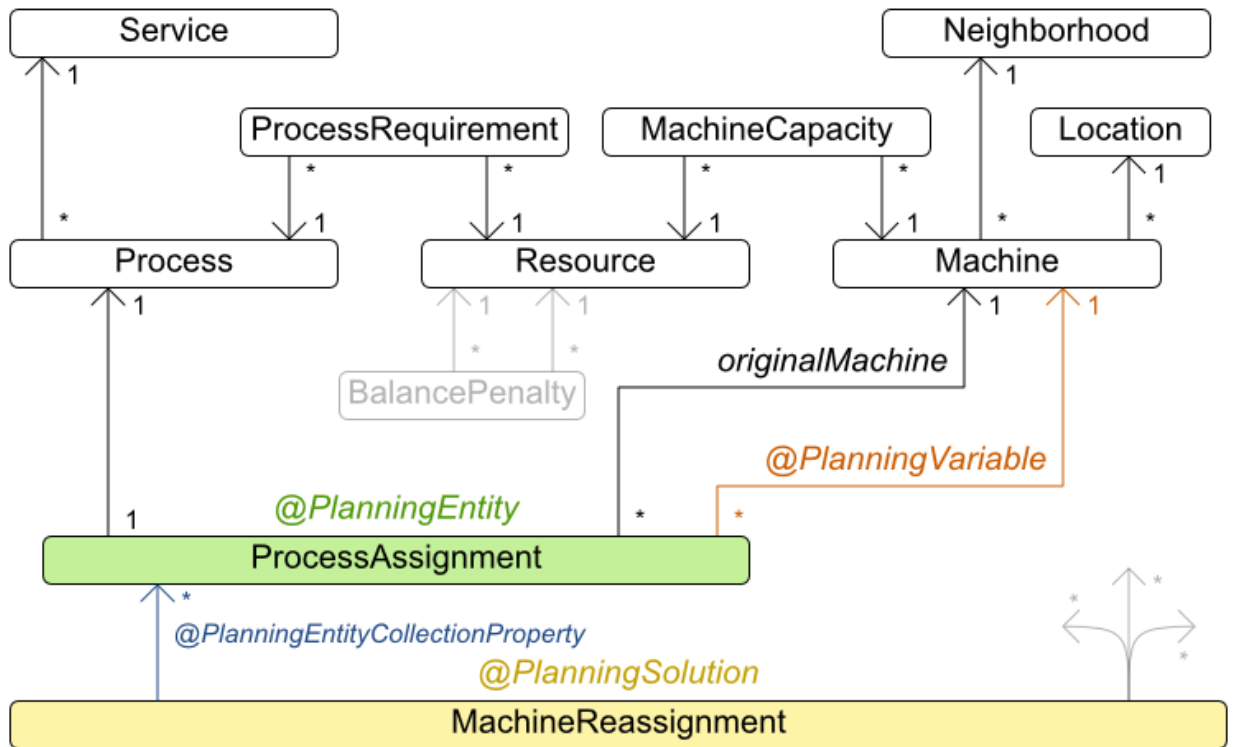 Service
Neighborhood
1
1
ProcessRequirement
MachineCapacity
Location
* * * * 1
* 1 1 1 1 * *
Process
Resource
Machine
1 1 1 1 1
* *
originalMachine
BalancePenalty
@PlanningVariable
@PlanningEntity
1 * *
ProcessAssignment
* * *
@PlanningEntityCollectionProperty
*
@PlanningSolution
MachineReassignment